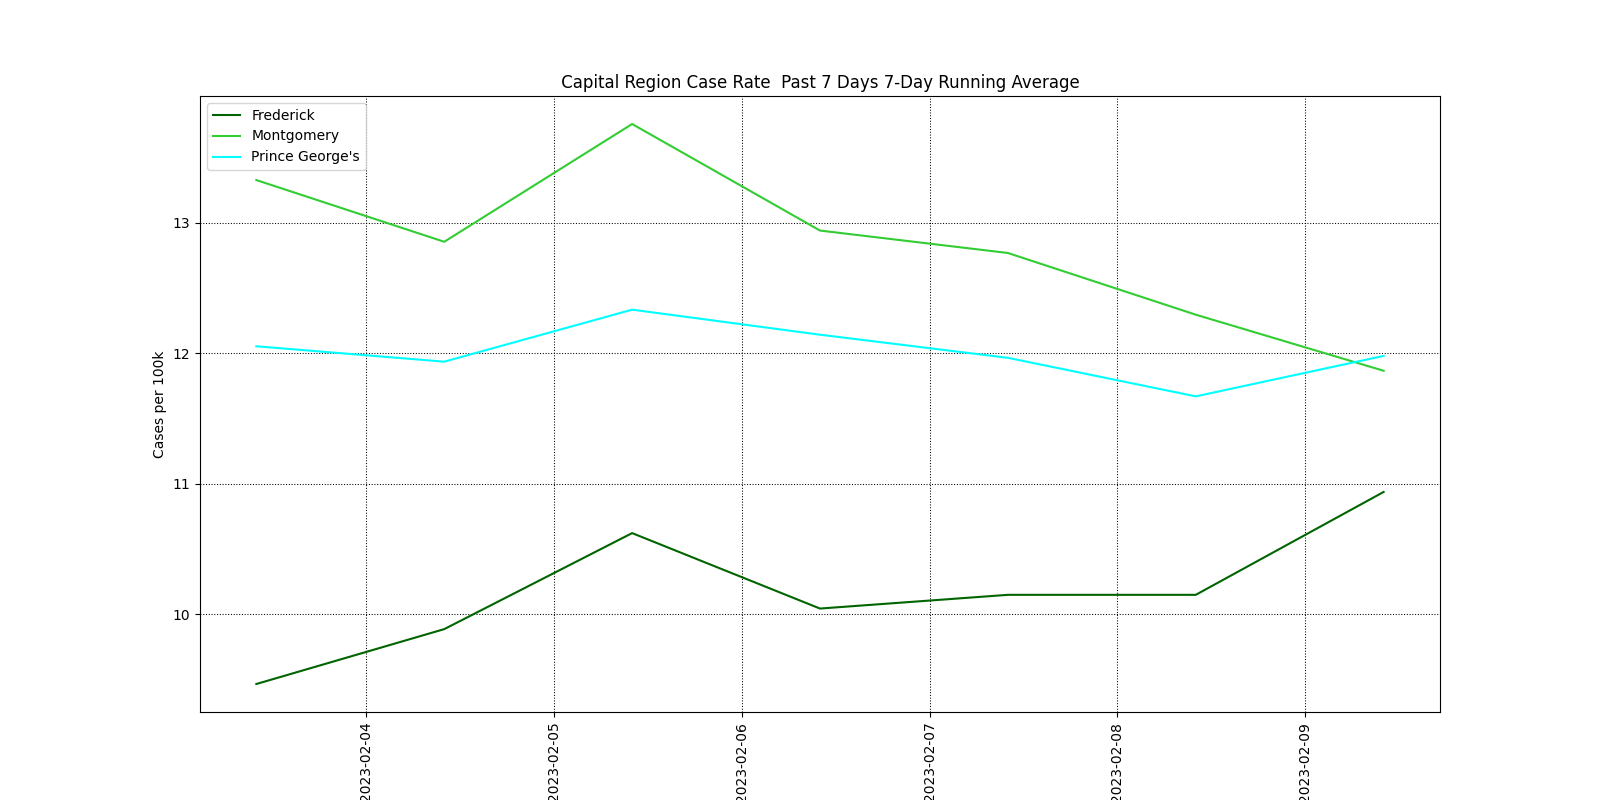 Capital Region Case Rate  Past 7 Days 7-Day Running Average
Frederick
Montgomery
Prince George's
Cases per 100k
13
12
11
10
2023-02-04
2023-02-05
2023-02-06
2023-02-07
2023-02-08
2023-02-09